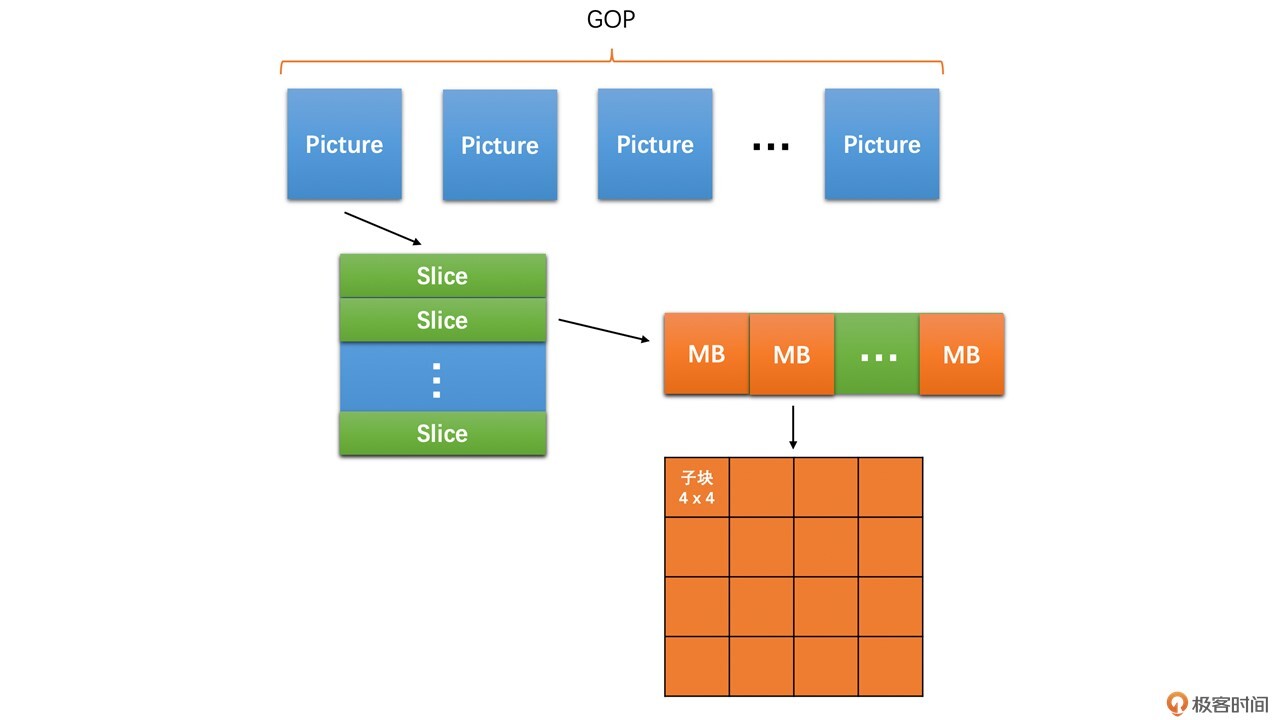 GOP
Picture
Picture
Picture
...
Picture
Slice
Slice
Slice
MB
MB
...
MB
子块
4 x 4
极客时间